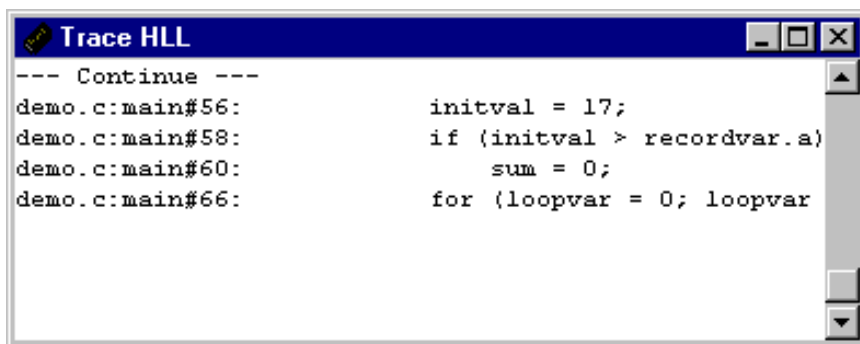 Trace HLL
--- Continue ---
demo.c:main#56: initval = 17;
demo.c:main#58: if (initval > recordvar.a)
demo.c:main#60: sum = 0;
demo.c:main#66: for (loopvar = 0; loopvar